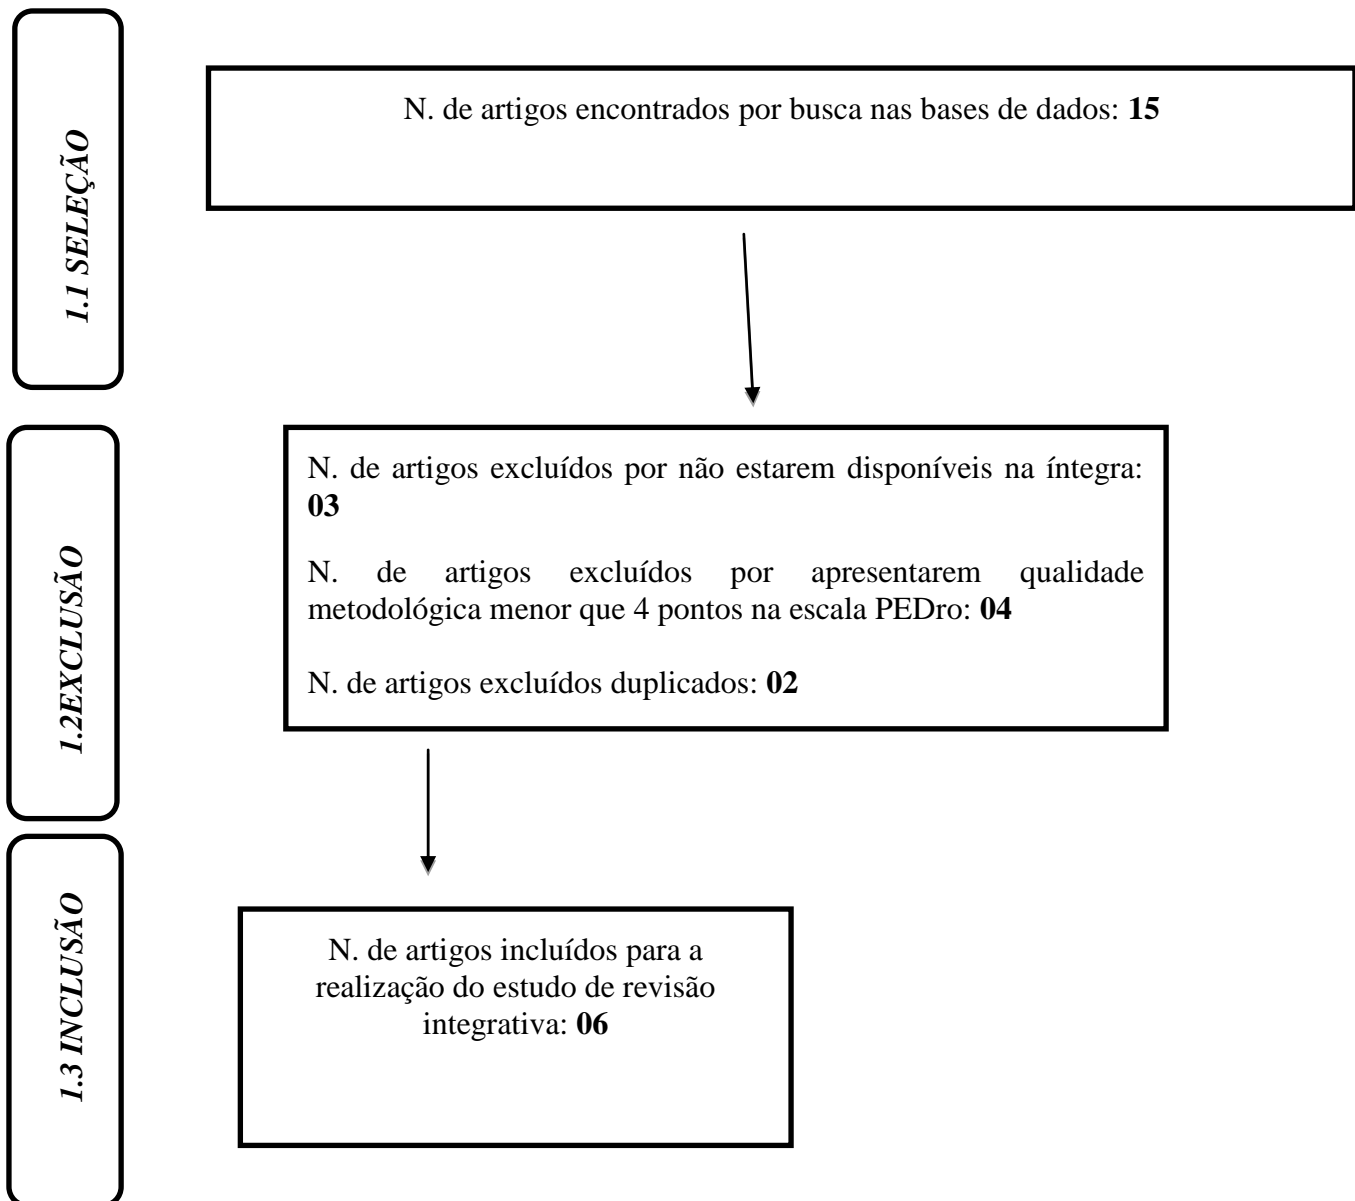 1.1 SELEÇÃO
N. de artigos encontrados por busca nas bases de dados: 15
1.2EXCLUSÃO
N. de artigos excluídos por não estarem disponíveis na íntegra:
03
N. de artigos excluídos por apresentarem qualidade
metodológica menor que 4 pontos na escala PEDro: 04
N. de artigos excluídos duplicados: 02
1.3 INCLUSÃO
N. de artigos incluídos para a
realização do estudo de revisão
integrativa: 06